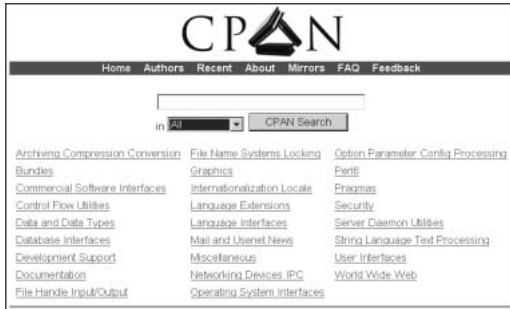 CPAN
Home Authors Recent About Mirrors FAQ Feedback
in All CPAN Search
Archiving Compression Conversion File Name Systems Locking Option Parameter Config Processing
Bundles Graphics Perl6
Commercial Software Interfaces Internationalization Locale Pragmas
Control Flow Utilities Language Extensions Security
Data and Data Types Language Interfaces Server Daemon Utilities
Database Interfaces Mail and Usenet News String Language Text Processing
Development Support Miscellaneous User Interfaces
Documentation Networking Devices IPC World Wide Web
File Handle Input/Output Operating System Interfaces